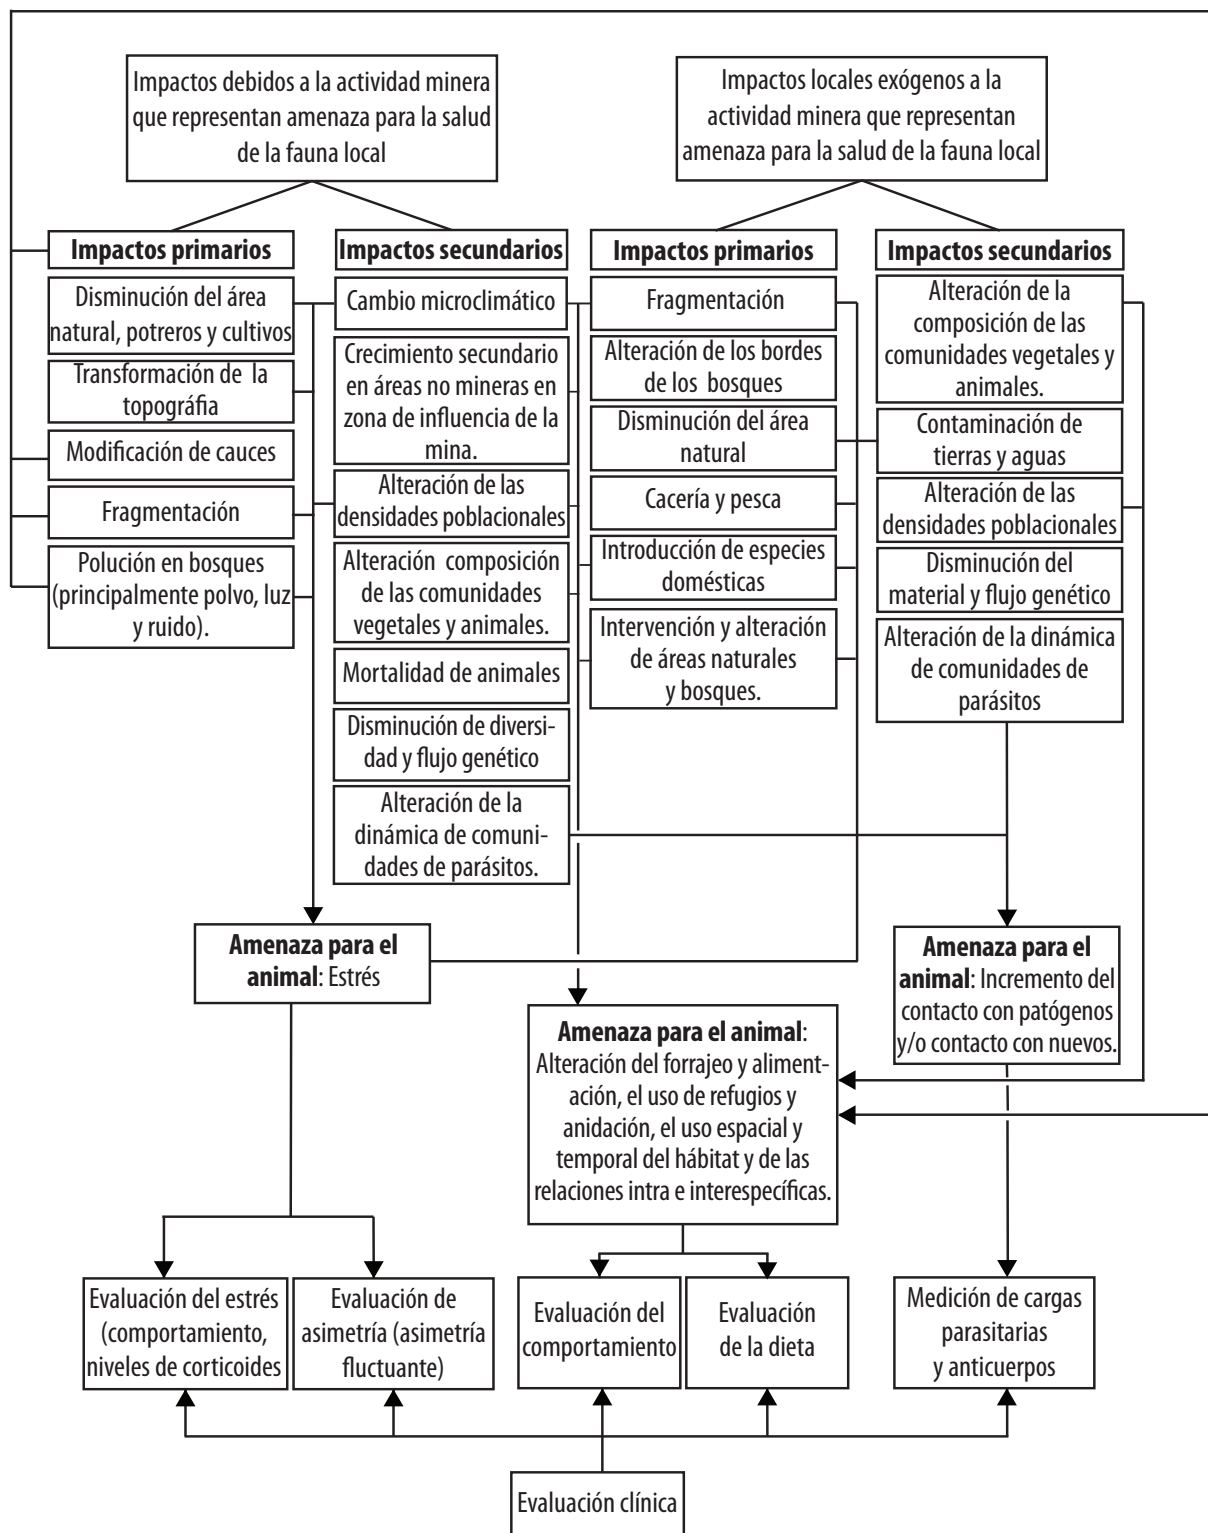 Impactos debidos a la actividad minera
que representan amenaza para la salud
de la fauna local
Impactos locales exógenos a la
actividad minera que representan
amenaza para la salud de la fauna local
Impactos primarios
Disminución del área
natural, potreros y cultivos
Transformación de la
topográfia
Modificación de cauces
Fragmentación
Polución en bosques
(principalmente polvo, luz
y ruido).
Impactos secundarios
Cambio microclimático
Crecimiento secundario
en áreas no mineras en
zona de influencia de la
mina.
Alteración de las
densidades poblacionales
Alteración composición
de las comunidades
vegetales y animales.
Mortalidad de animales
Disminución de diversi-
dad y flujo genético
Alteración de la
dinámica de comuni-
dades de parásitos.
Impactos primarios
Fragmentación
Alteración de los bordes
de los bosques
Disminución del área
natural
Cacería y pesca
Introducción de especies
domésticas
Intervención y alteración
de áreas naturales
y bosques.
Impactos secundarios
Alteración de la
composición de las
comunidades vegetales y
animales.
Contaminación de
tierras y aguas
Alteración de las
densidades poblacionales
Disminución del
material y flujo genético
Alteración de la dinámica
de comunidades de
parásitos
Amenaza para el
animal: Estrés
Amenaza para el animal:
Alteración del forrajeo y aliment-
ación, el uso de refugios y
anidación, el uso espacial y
temporal del hábitat y de las
relaciones intra e interespecíficas.
Amenaza para el
animal: Incremento del
contacto con patógenos
y/o contacto con nuevos.
Evaluación del estrés
(comportamiento,
niveles de corticoides
Evaluación de
asimetría (asimetría
fluctuante)
Evaluación del
comportamiento
Evaluación
de la dieta
Medición de cargas
parasitarias
y anticuerpos
Evaluación clínica